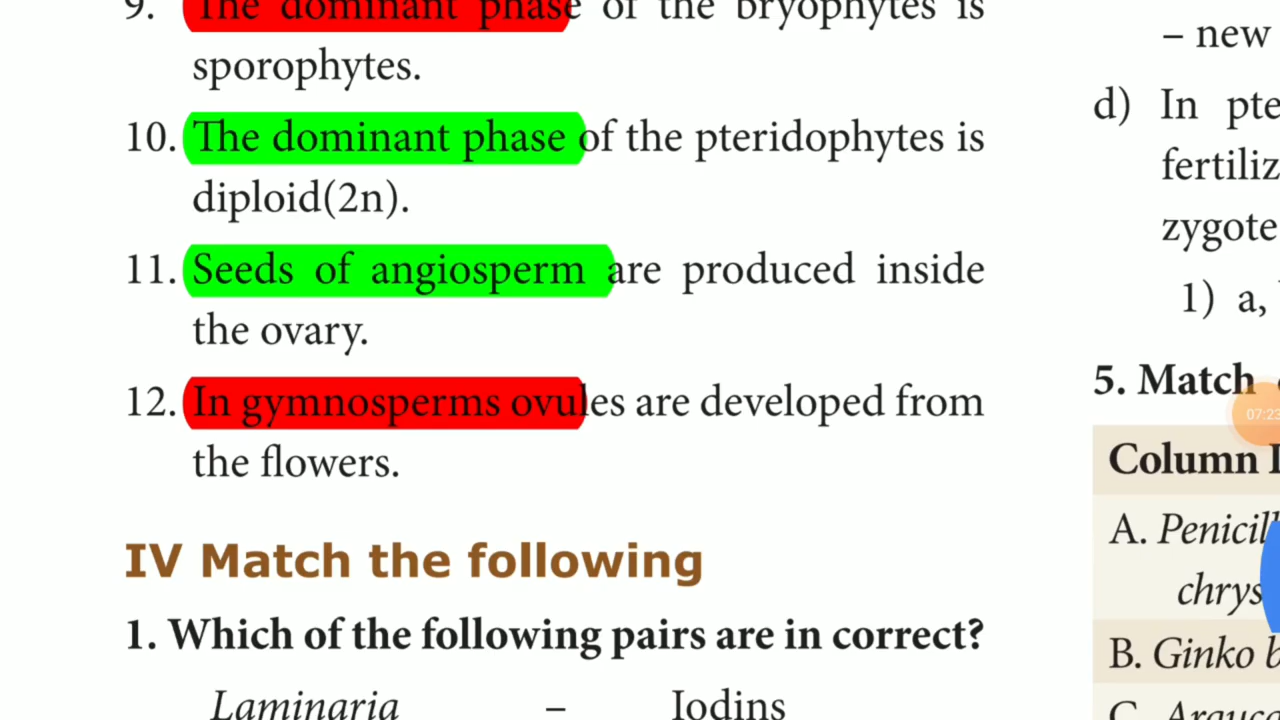 9. The dominant phase of the bryophytes is
sporophytes.
10. The dominant phase of the pteridophytes is
diploid(2n).
11. Seeds of angiosperm are produced inside
the ovary.
12. In gymnosperms ovules are developed from
the flowers.
IV Match the following
1. Which of the following pairs are in correct?
Laminaria – Iodins
– new
d) In pte
fertiliz
zygote
1) a,
5. Match
07:23
Column I
A. Penicil
chrys
B. Ginko b
C. Arauca